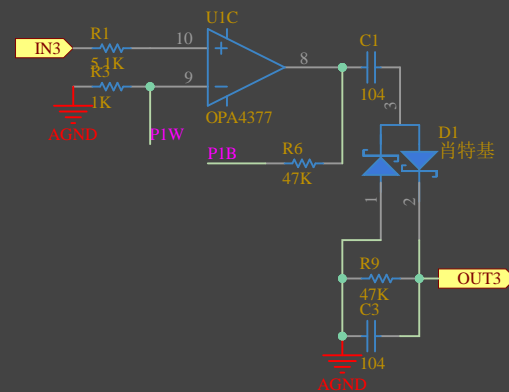 U1C
IN3
R1
5.1K
10
8
C1
104
R3
1K
9
AGND
OPA4377
P1W
P1B
R6
47K
3
D1
肖特基
1
2
R9
47K
OUT3
C3
104
AGND